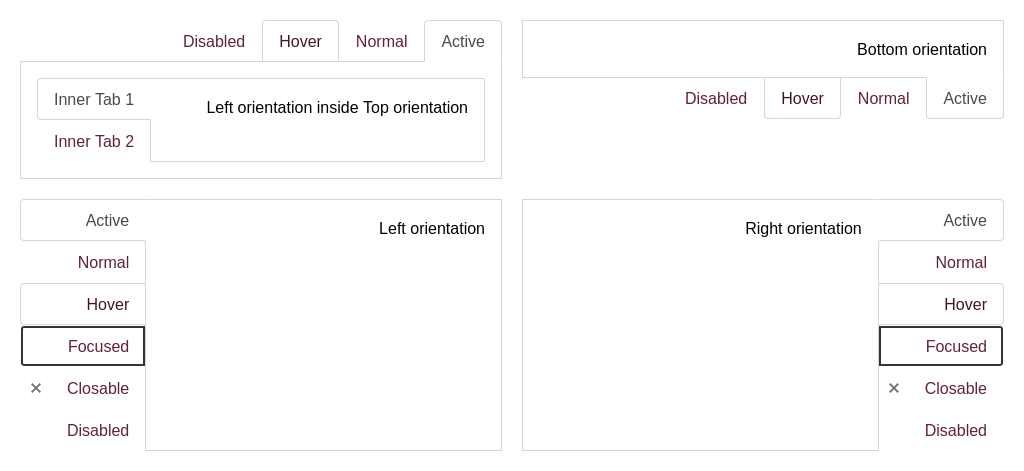 Disabled Hover Normal Active
Inner Tab 1
Left orientation inside Top orientation
Inner Tab 2
Bottom orientation
Disabled Hover Normal Active
Active
Normal
Hover
Focused
× Closable
Disabled
Left orientation
Right orientation
Active
Normal
Hover
Focused
× Closable
Disabled